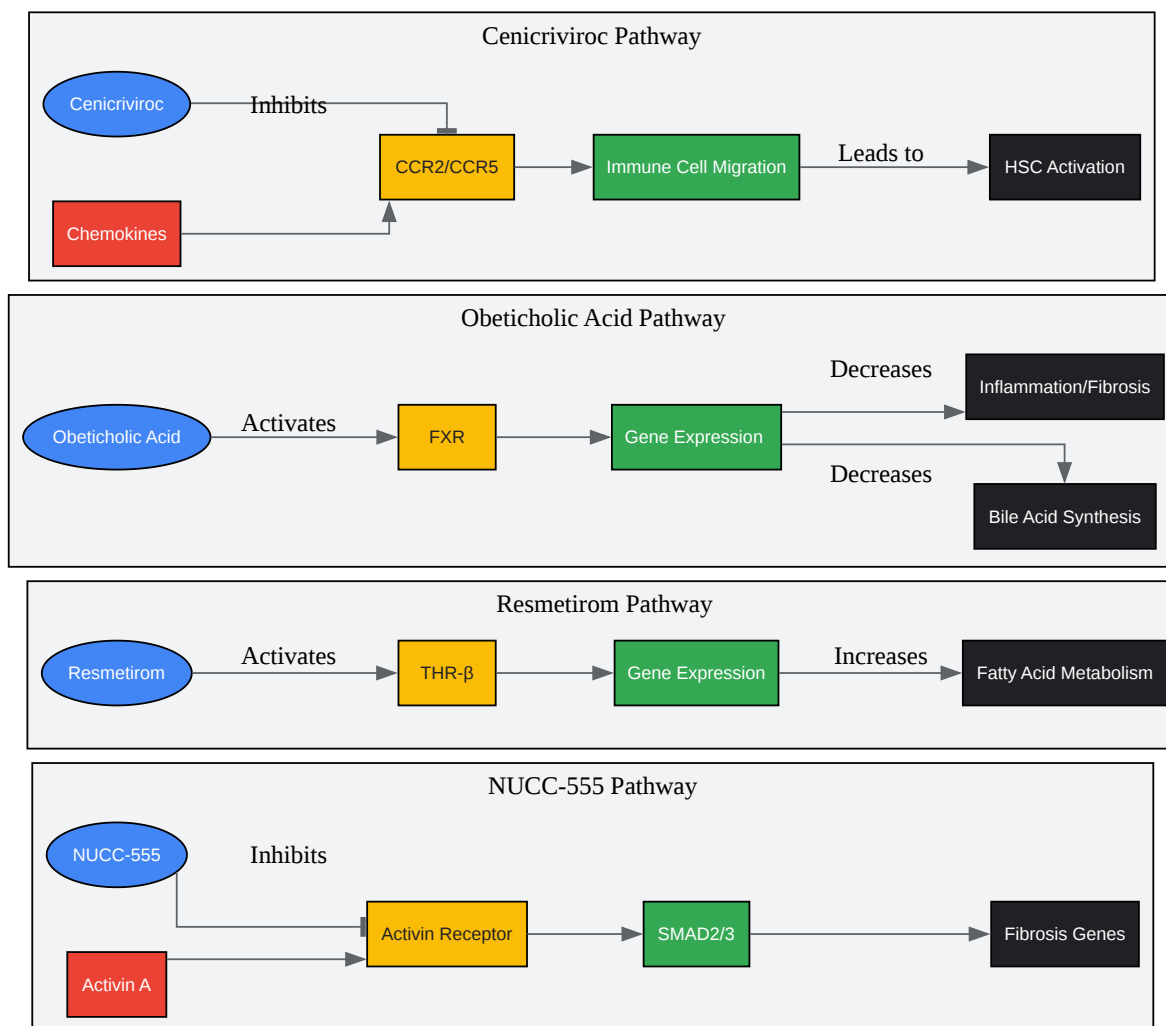 Cenicriviroc Pathway
Cenicriviroc
Inhibits
CCR2/CCR5
Immune Cell Migration
Leads to
HSC Activation
Chemokines
Obeticholic Acid Pathway
Obeticholic Acid
Activates
FXR
Gene Expression
Decreases
Inflammation/Fibrosis
Decreases
Bile Acid Synthesis
Resmetirom Pathway
Resmetirom
Activates
THR-β
Gene Expression
Increases
Fatty Acid Metabolism
NUCC-555 Pathway
NUCC-555
Inhibits
Activin Receptor
SMAD2/3
Fibrosis Genes
Activin A